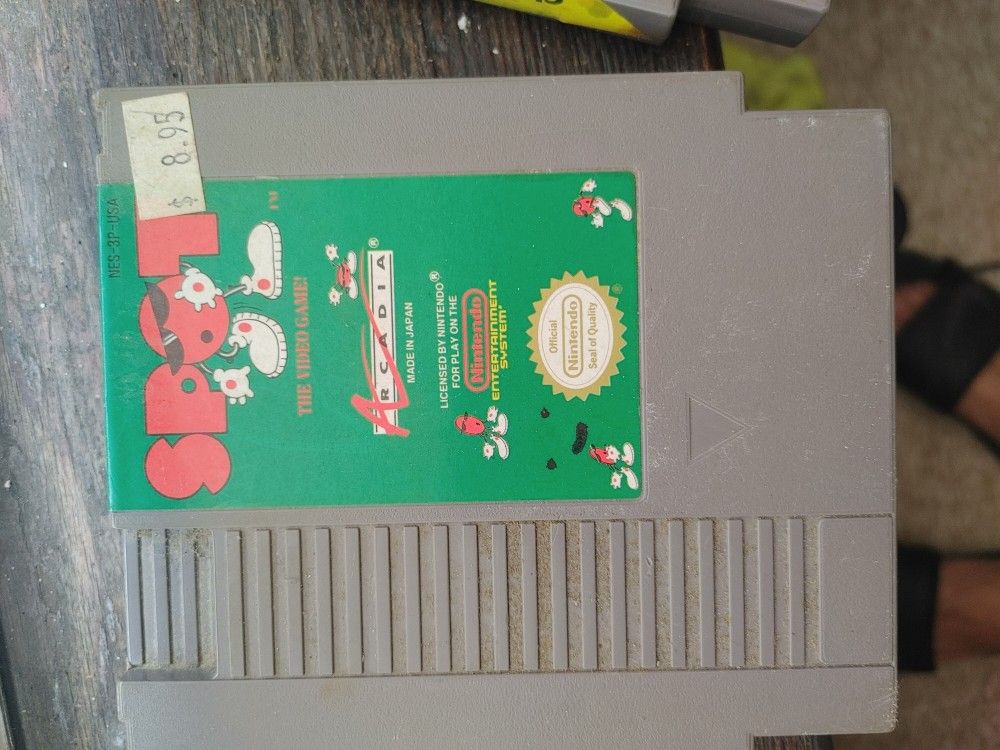 $ 8.95
NES-3P-USA
SPOT
TM
THE VIDEO GAME!
ARCADIA®
MADE IN JAPAN
LICENSED BY NINTENDO®
FOR PLAY ON THE
Nintendo
ENTERTAINMENT
SYSTEM®
Official
Nintendo
Seal of Quality
®